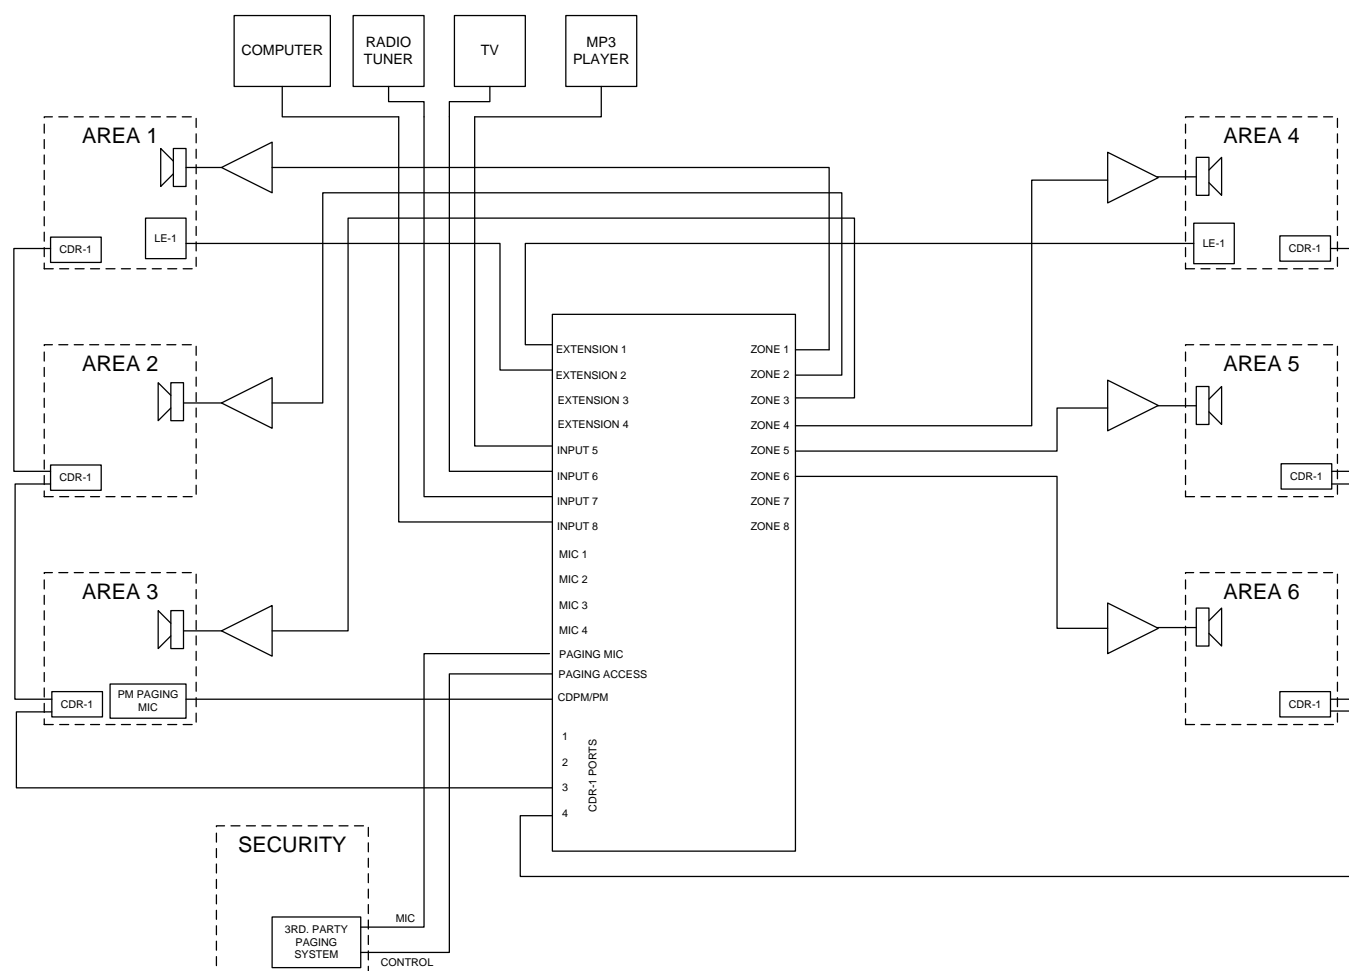 COMPUTER
RADIO
TUNER
TV
MP3
PLAYER
AREA 1
LE-1
CDR-1
AREA 2
CDR-1
AREA 3
CDR-1
PM PAGING
MIC
EXTENSION 1
EXTENSION 2
EXTENSION 3
EXTENSION 4
INPUT 5
INPUT 6
INPUT 7
INPUT 8
MIC 1
MIC 2
MIC 3
MIC 4
PAGING MIC
PAGING ACCESS
CDPM/PM
1
2
3
4
CDR-1 PORTS
ZONE 1
ZONE 2
ZONE 3
ZONE 4
ZONE 5
ZONE 6
ZONE 7
ZONE 8
AREA 4
LE-1
CDR-1
AREA 5
CDR-1
AREA 6
CDR-1
SECURITY
3RD. PARTY
PAGING
SYSTEM
MIC
CONTROL